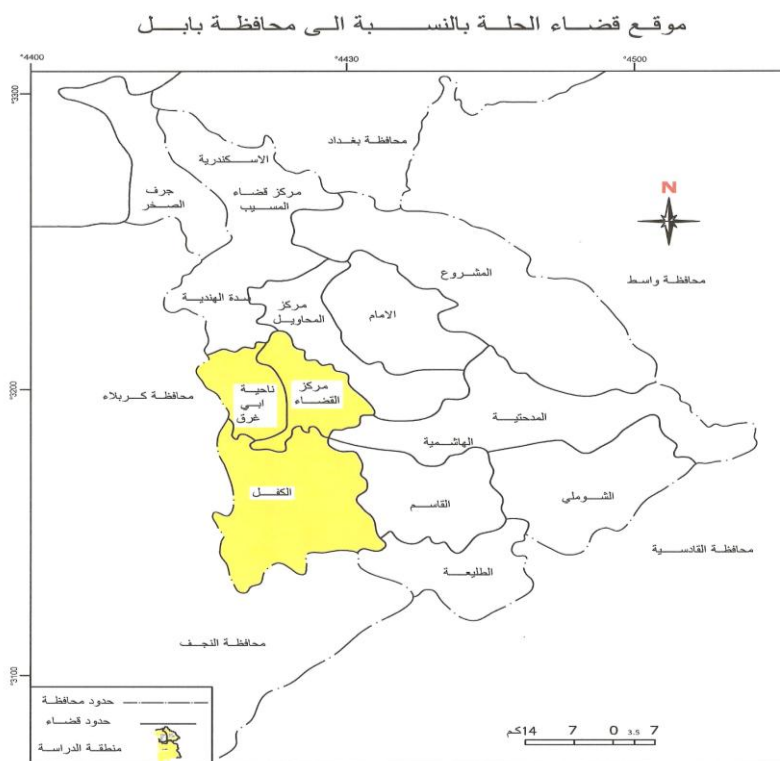 موقع قضاء الحلة بالنسبة الى محافظة بابل
°4400
°4430
°4500
°3300
محافظة بغداد
الاسكندرية
مركز قضاء
المسيب
جرف
الصخر
N
المشروع
محافظة واسط
سدة الهندية
مركز
المحاويل
الامام
°3200
محافظة كربلاء
ناحية
ابي
غرق
مركز
القضاء
المدحتية
الهاشمية
الكفل
القاسم
الشوملي
محافظة القادسية
الطليعة
محافظة النجف
°3100
حدود محافظة
حدود قضاء
منطقة الدراسة
14كم 7 0 3.5 7